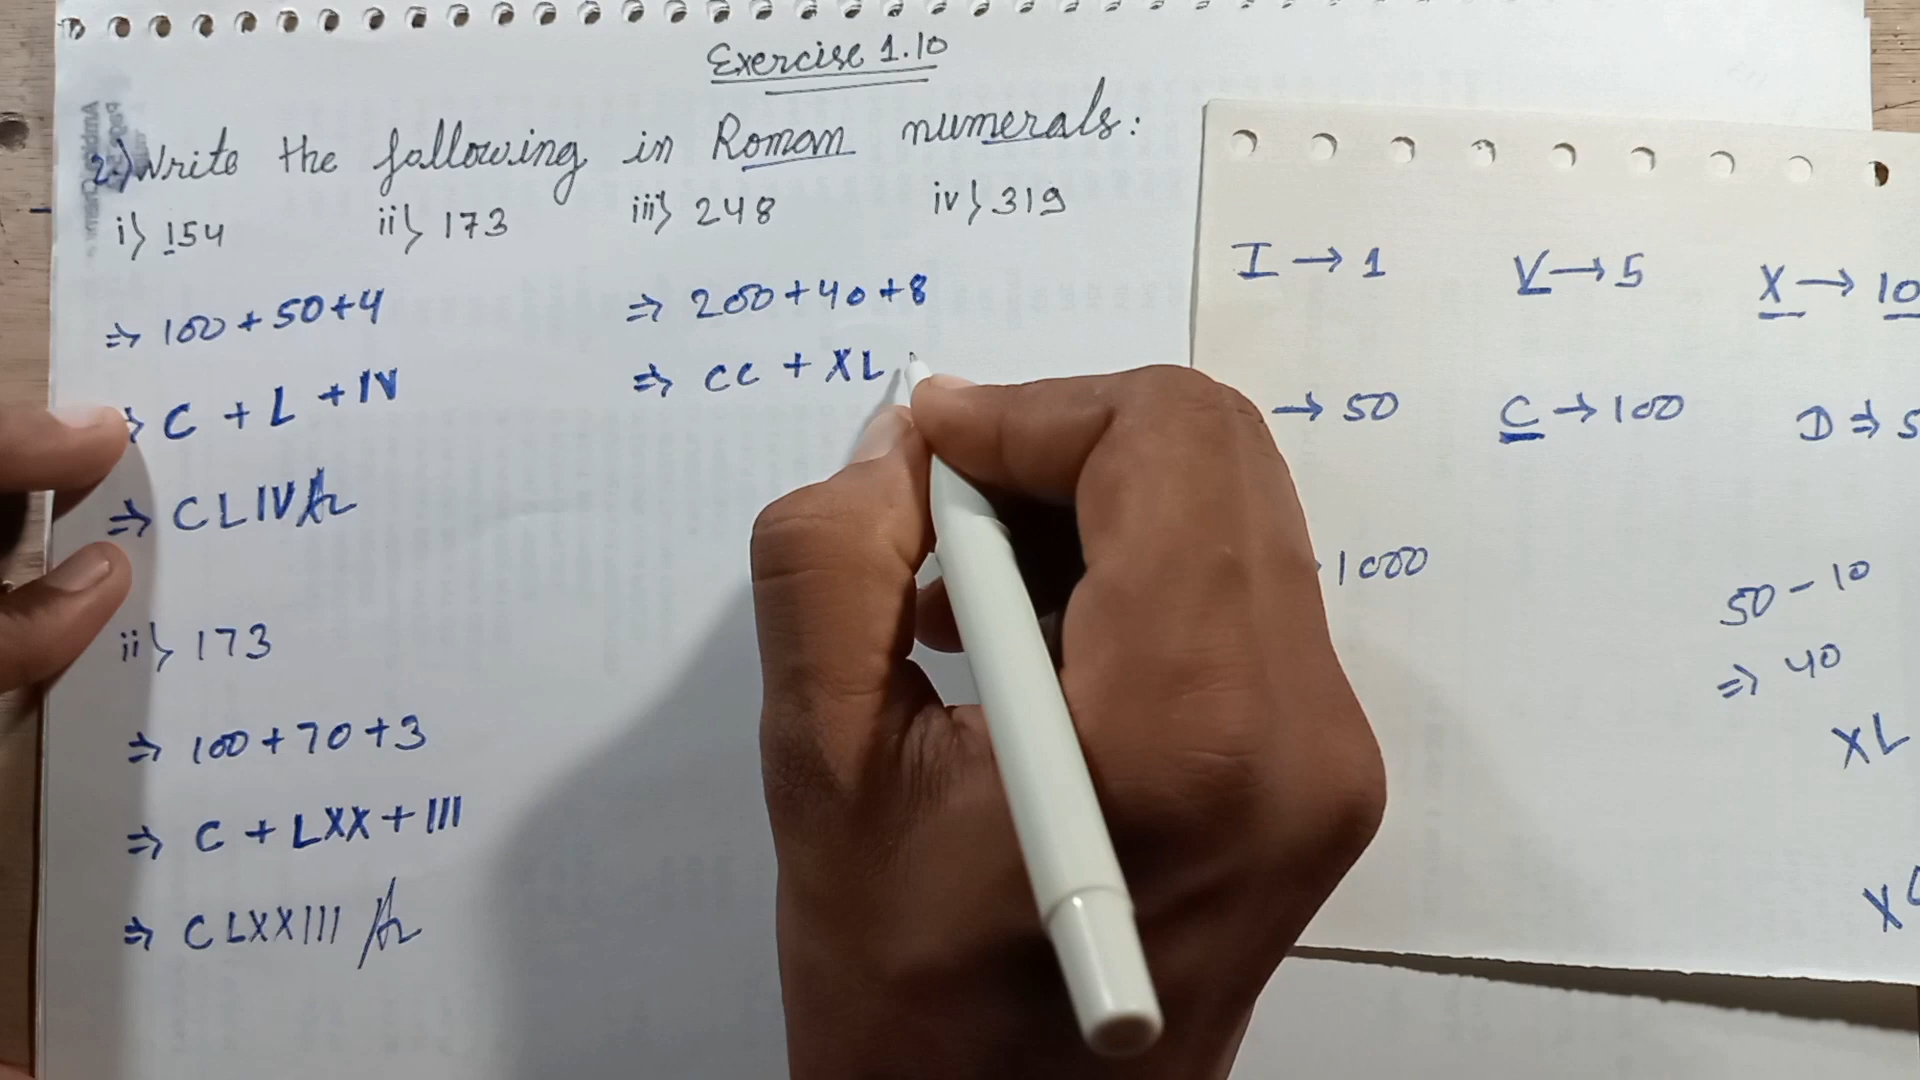 Exercise 1.10
2.) Write the following in Roman numerals:
i) 154 ii) 173 iii) 248 iv) 319
⇒ 100+50+4
⇒ C + L + IV
⇒ CLIV
ii) 173
⇒ 100+70+3
⇒ C + LXX + III
⇒ CLXXIII
⇒ 200+40+8
⇒ CC + XL
I → 1 V → 5 X → 10
→ 50 C → 100 D ⇒ 5
1000
50 - 10
⇒ 40
XL